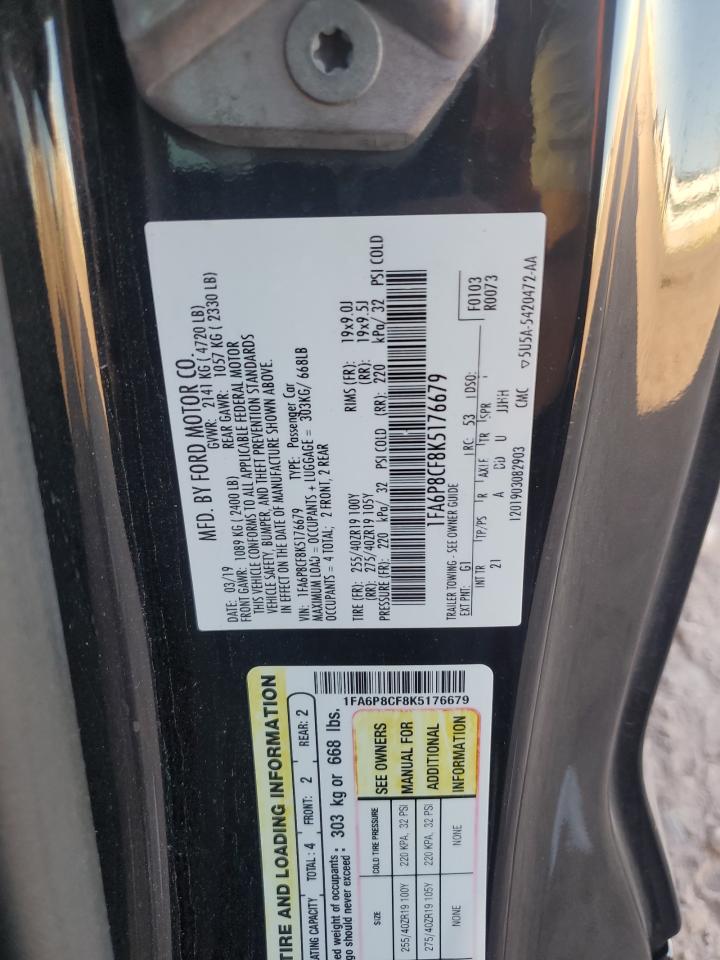 MFD. BY FORD MOTOR CO.
DATE: 03/19 GVWR: 2141 KG ( 4720 LB)
FRONT GAWR: 1089 KG ( 2400 LB) REAR GAWR: 1057 KG ( 2330 LB)
THIS VEHICLE CONFORMS TO ALL APPLICABLE FEDERAL MOTOR
VEHICLE SAFETY, BUMPER, AND THEFT PREVENTION STANDARDS
IN EFFECT ON THE DATE OF MANUFACTURE SHOWN ABOVE.
VIN: 1FA6P8CF8K5176679 TYPE: Passenger Car
MAXIMUM LOAD = OCCUPANTS + LUGGAGE = 303KG/ 668LB
OCCUPANTS = 4 TOTAL; 2 FRONT, 2 REAR
TIRE (FR): 255/40ZR19 100Y RIMS (FR): 19x9.0J
(RR): 275/40ZR19 105Y (RR): 19x9.5J
PRESSURE (FR): 220 kPa/ 32 PSI COLD (RR): 220 kPa/ 32 PSI COLD
1FA6P8CF8K5176679
TRAILER TOWING - SEE OWNER GUIDE F0103
EXT PNT: G1 RC: 53 DSO: R0073
INT TR TP/PS R AXLE TR SPR
21 A DD U JJHH
1201903082903 CMC ▽5U5A-5420472-AA
1FA6P8CF8K5176679
TIRE AND LOADING INFORMATION
ATING CAPACITY TOTAL : 4 FRONT: 2 REAR: 2
ed weight of occupants : 303 kg or 668 lbs.
go should never exceed :
SIZE COLD TIRE PRESSURE SEE OWNERS
255/40ZR19 100Y 220 KPA, 32 PSI MANUAL FOR
275/40ZR19 105Y 220 KPA, 32 PSI ADDITIONAL
NONE NONE INFORMATION